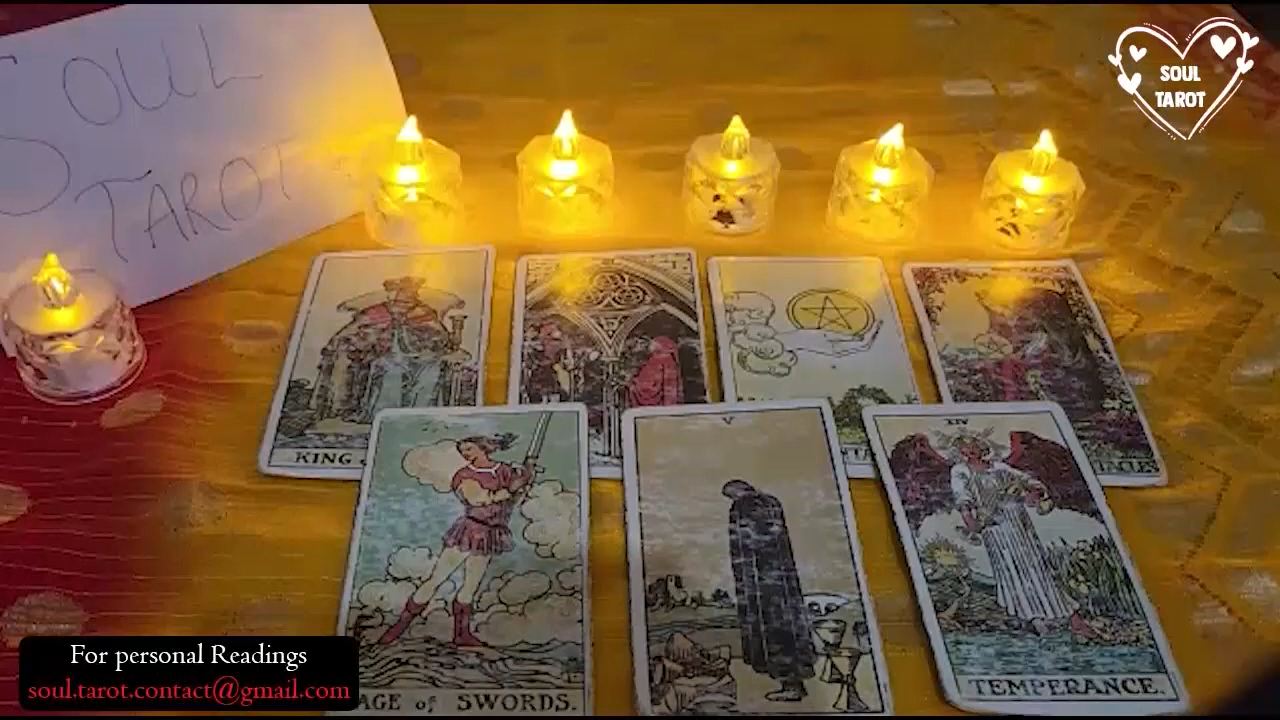 SOUL
TAROT
SOUL
TAROT
KING
V
XIV
AGE of SWORDS.
TEMPERANCE.
For personal Readings
soul.tarot.contact@gmail.com